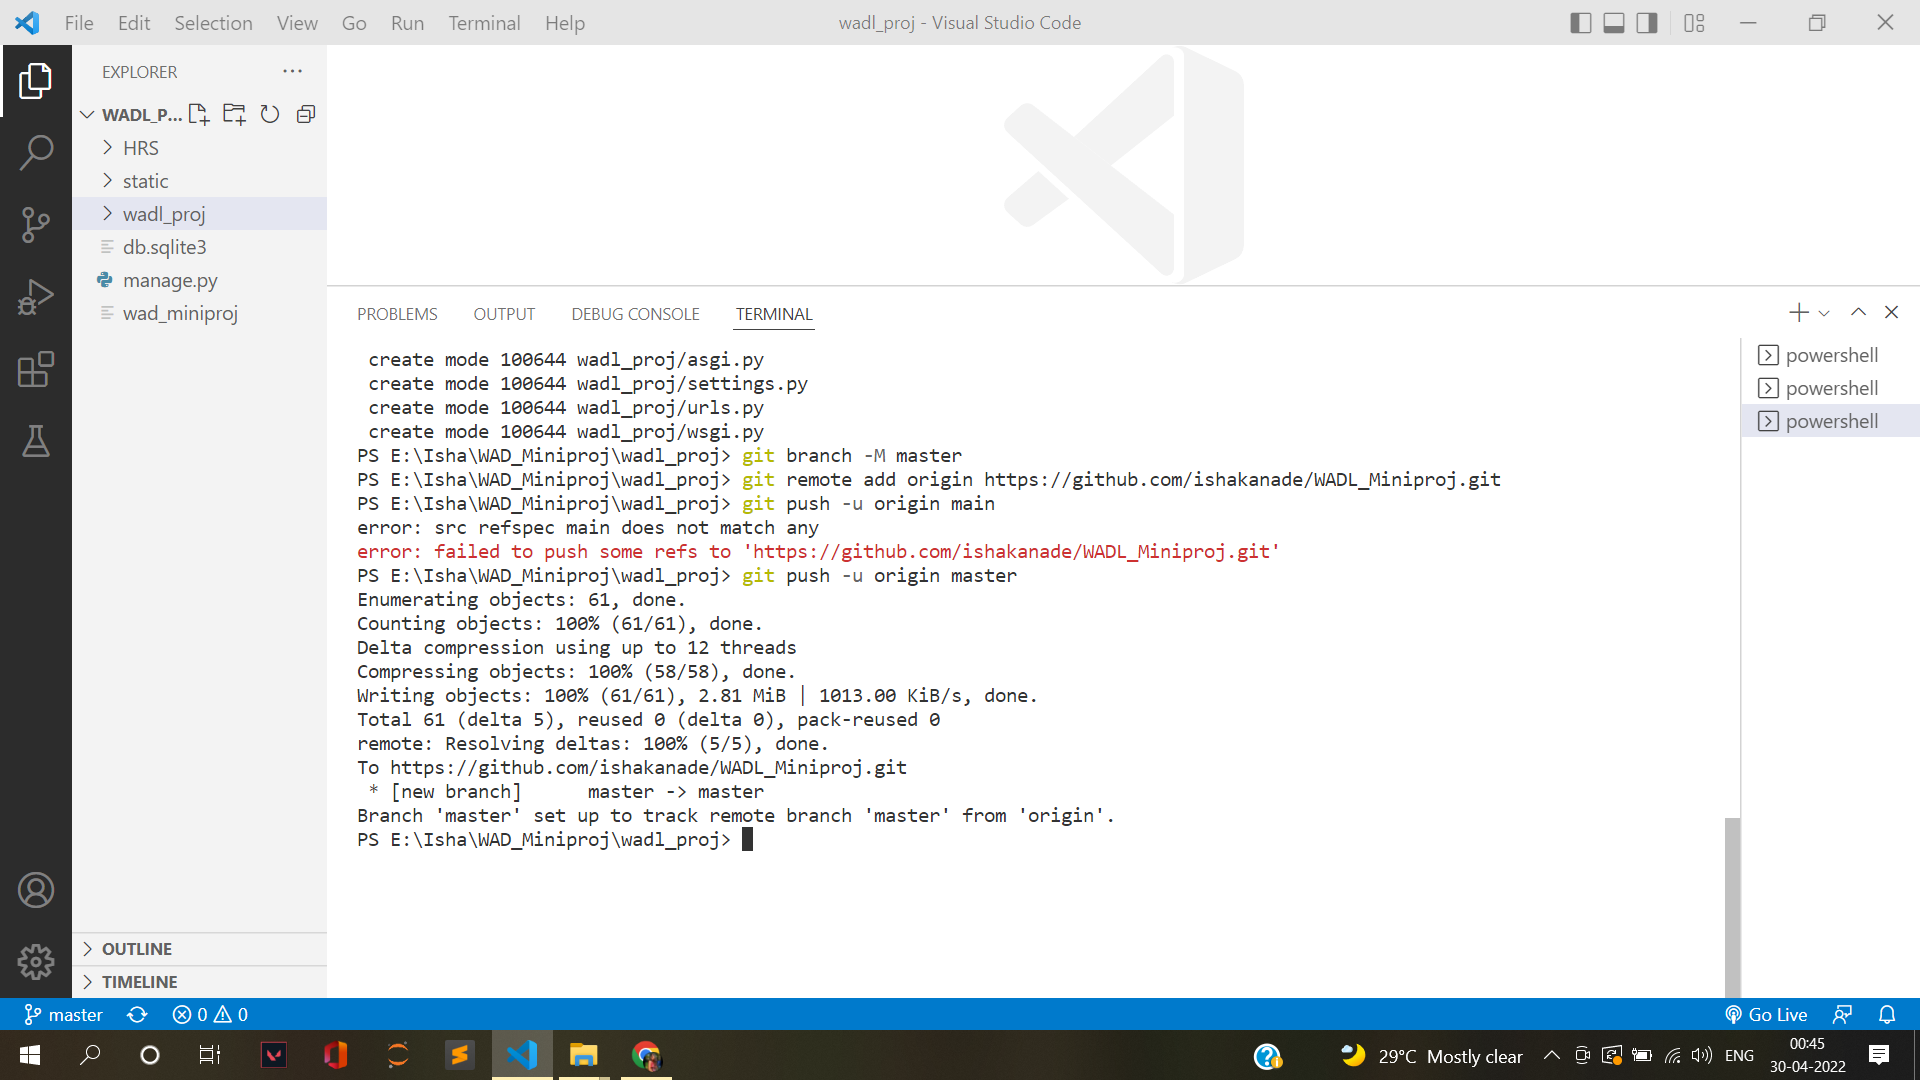 File Edit Selection View Go Run Terminal Help
wadl_proj - Visual Studio Code
EXPLORER
WADL_P...
HRS
static
wadl_proj
db.sqlite3
manage.py
wad_miniproj
OUTLINE
TIMELINE
PROBLEMS OUTPUT DEBUG CONSOLE TERMINAL
create mode 100644 wadl_proj/asgi.py
create mode 100644 wadl_proj/settings.py
create mode 100644 wadl_proj/urls.py
create mode 100644 wadl_proj/wsgi.py
PS E:\Isha\WAD_Miniproj\wadl_proj> git branch -M master
PS E:\Isha\WAD_Miniproj\wadl_proj> git remote add origin https://github.com/ishakanade/WADL_Miniproj.git
PS E:\Isha\WAD_Miniproj\wadl_proj> git push -u origin main
error: src refspec main does not match any
error: failed to push some refs to 'https://github.com/ishakanade/WADL_Miniproj.git'
PS E:\Isha\WAD_Miniproj\wadl_proj> git push -u origin master
Enumerating objects: 61, done.
Counting objects: 100% (61/61), done.
Delta compression using up to 12 threads
Compressing objects: 100% (58/58), done.
Writing objects: 100% (61/61), 2.81 MiB | 1013.00 KiB/s, done.
Total 61 (delta 5), reused 0 (delta 0), pack-reused 0
remote: Resolving deltas: 100% (5/5), done.
To https://github.com/ishakanade/WADL_Miniproj.git
* [new branch]      master -> master
Branch 'master' set up to track remote branch 'master' from 'origin'.
PS E:\Isha\WAD_Miniproj\wadl_proj>
powershell
powershell
powershell
master 0 0
Go Live
29°C Mostly clear
ENG
00:45
30-04-2022